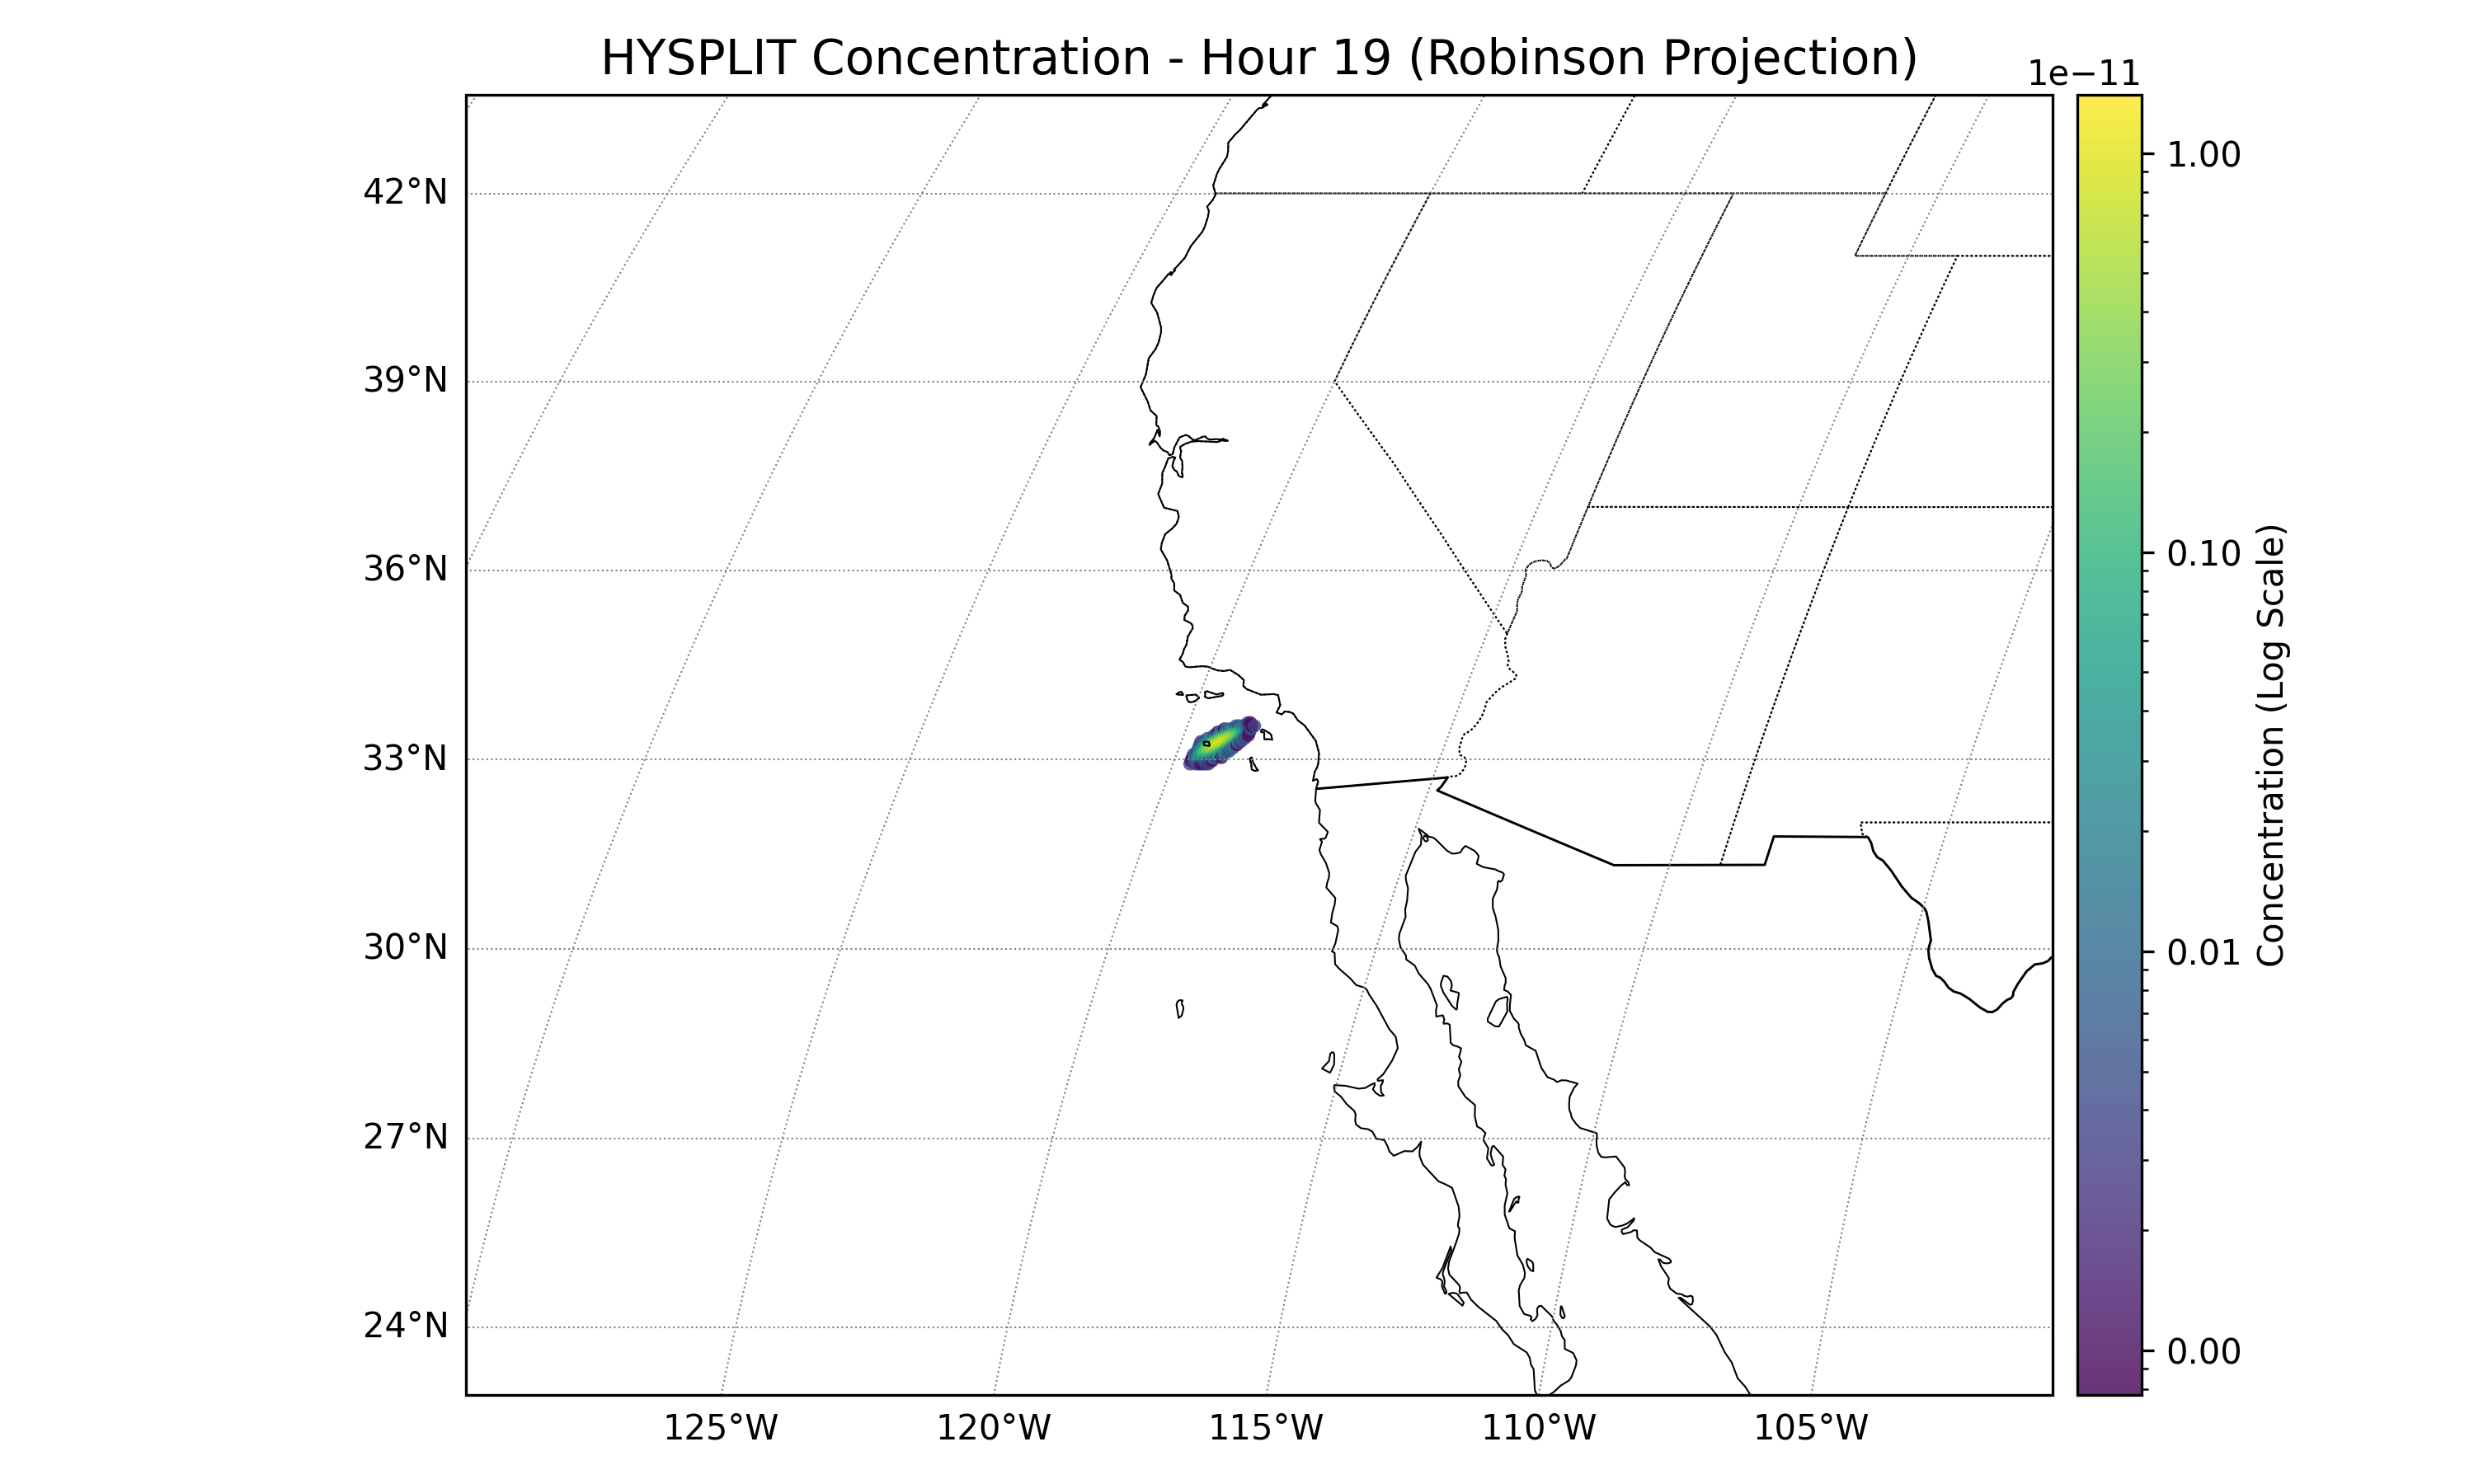 HYSPLIT Concentration - Hour 19 (Robinson Projection)
1e−11
42°N
39°N
36°N
33°N
30°N
27°N
24°N
125°W
120°W
115°W
110°W
105°W
1.00
0.10
0.01
0.00
Concentration (Log Scale)